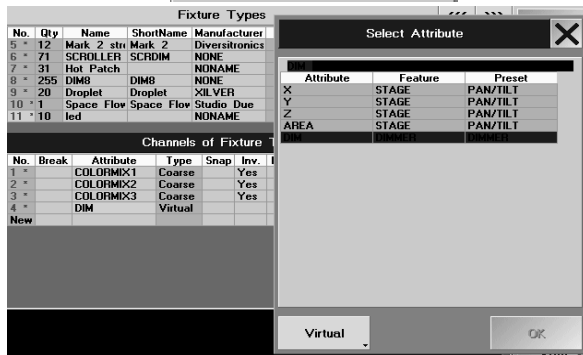 Fixture Types
No. Qty Name ShortName Manufacturer
5 * 12 Mark 2 stro Mark 2 Diversitronics
6 * 71 SCROLLER SCRDIM NONE
7 * 31 Hot Patch NONAME
8 * 255 DIM8 DIM8 NONE
9 * 20 Droplet Droplet XILVER
10 * 1 Space Flow Space Flow Studio Due
11 * 10 led NONAME
Channels of Fixture
No. Break Attribute Type Snap Inv.
1 * COLORMIX1 Coarse Yes
2 * COLORMIX2 Coarse Yes
3 * COLORMIX3 Coarse Yes
4 * DIM Virtual
New
Select Attribute
DIM
Attribute Feature Preset
X STAGE PAN/TILT
Y STAGE PAN/TILT
Z STAGE PAN/TILT
AREA STAGE PAN/TILT
DIM DIMMER DIMMER
Virtual
OK